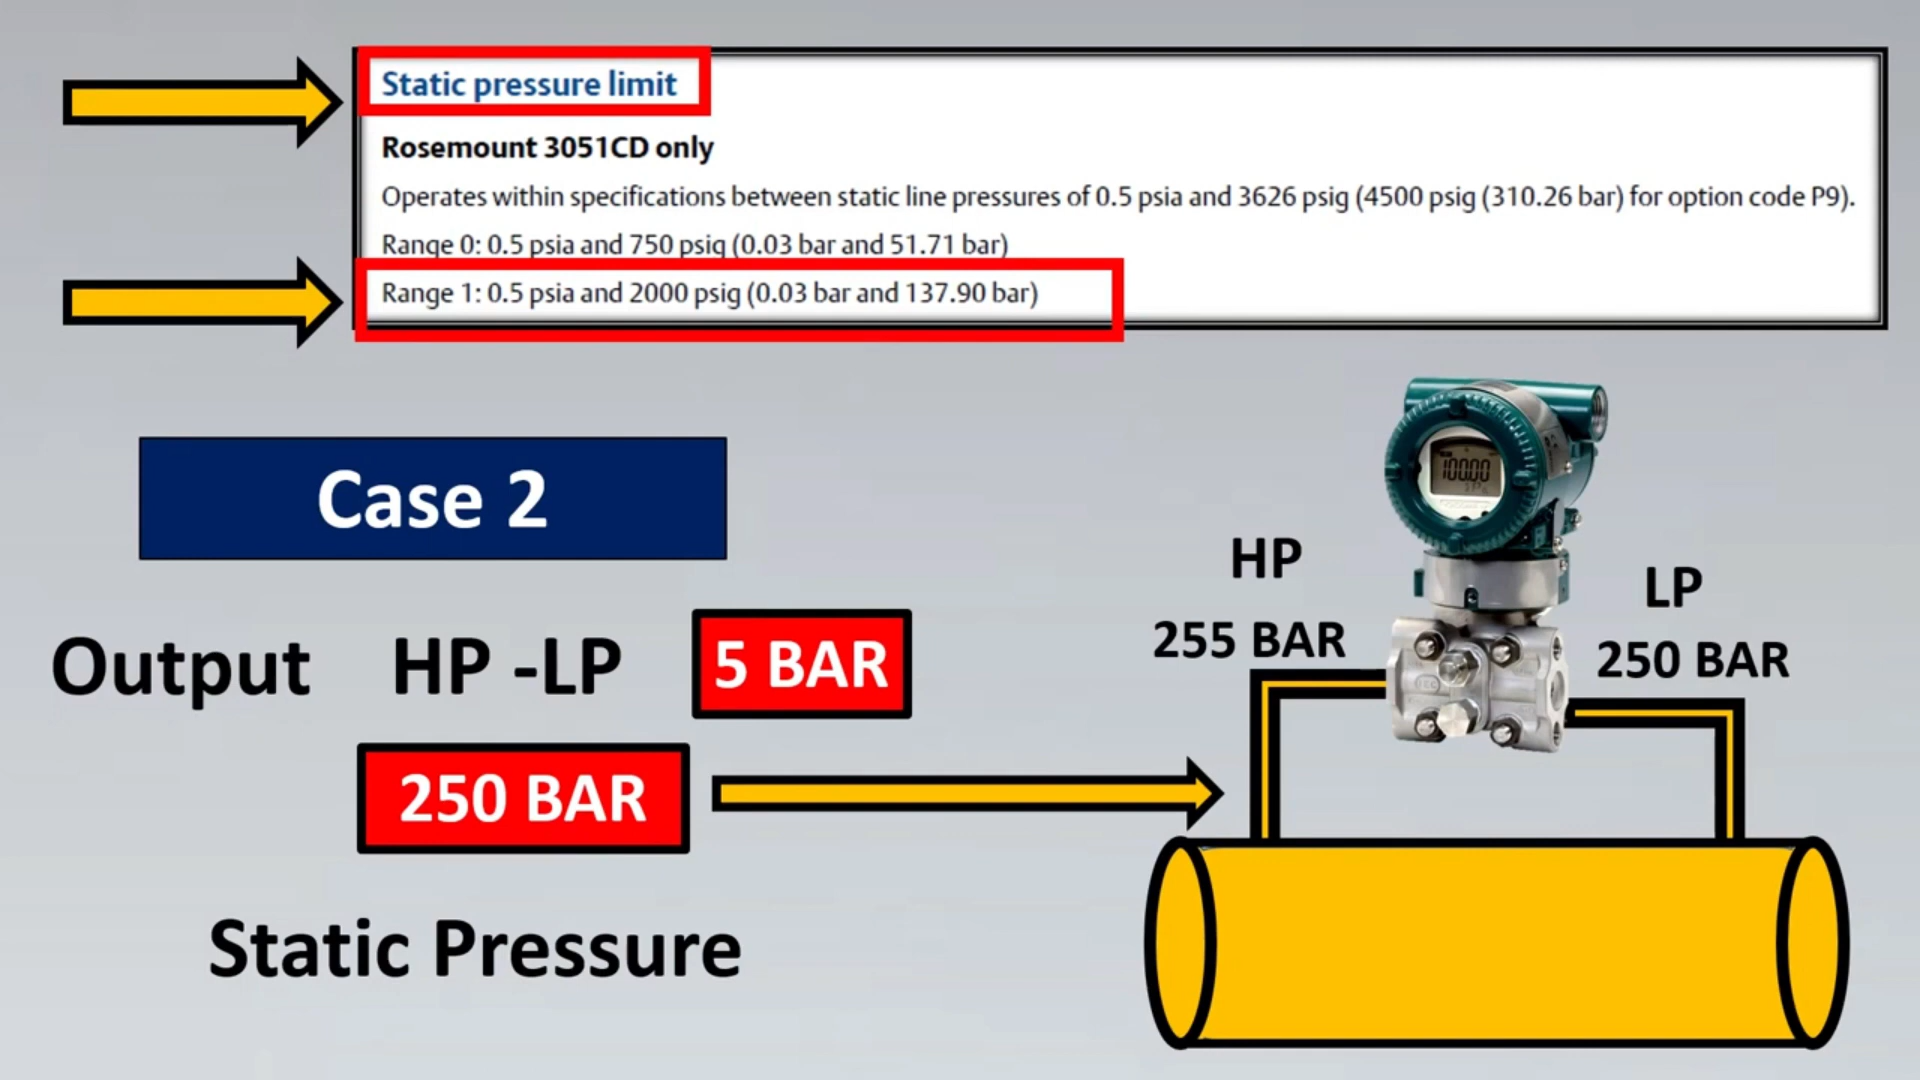 Static pressure limit
Rosemount 3051CD only
Operates within specifications between static line pressures of 0.5 psia and 3626 psig (4500 psig (310.26 bar) for option code P9).
Range 0: 0.5 psia and 750 psig (0.03 bar and 51.71 bar)
Range 1: 0.5 psia and 2000 psig (0.03 bar and 137.90 bar)
Case 2
100.00
HP
255 BAR
LP
250 BAR
Output HP -LP 5 BAR
250 BAR
Static Pressure